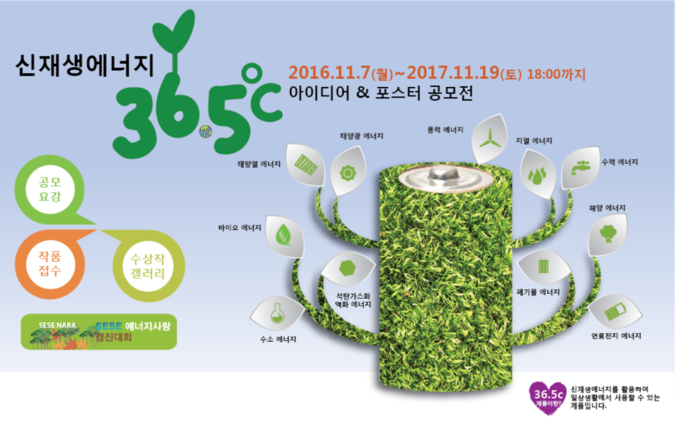 신재생에너지
36.5°c
2016.11.7(월)~2017.11.19(토) 18:00까지
아이디어 & 포스터 공모전
풍력 에너지
태양광 에너지
지열 에너지
태양열 에너지
수력 에너지
공모
요강
해양 에너지
바이오 에너지
작품
접수
수상작
갤러리
석탄가스화
액화 에너지
폐기물 에너지
SESE NARA
SESE 에너지사랑
경진대회
수소 에너지
연료전지 에너지
36.5c
제품이란?
신재생에너지를 활용하여
일상생활에서 사용할 수 있는
제품입니다.